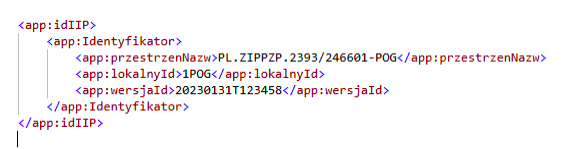 <app:idIIP>
<app:Identyfikator>
<app:przestrzenNazw>PL.ZIPPZP.2393/246601-POG</app:przestrzenNazw>
<app:lokalnyId>1POG</app:lokalnyId>
<app:wersjaId>20230131T123458</app:wersjaId>
</app:Identyfikator>
</app:idIIP>